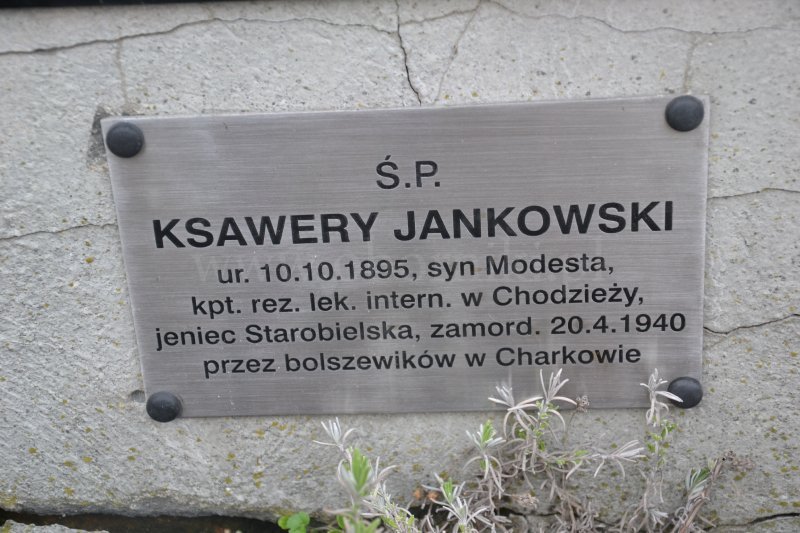 Ś.P.
KSAWERY JANKOWSKI
ur. 10.10.1895, syn Modesta,
kpt. rez. lek. intern. w Chodzieży,
jeniec Starobielska, zamord. 20.4.1940
przez bolszewików w Charkowie